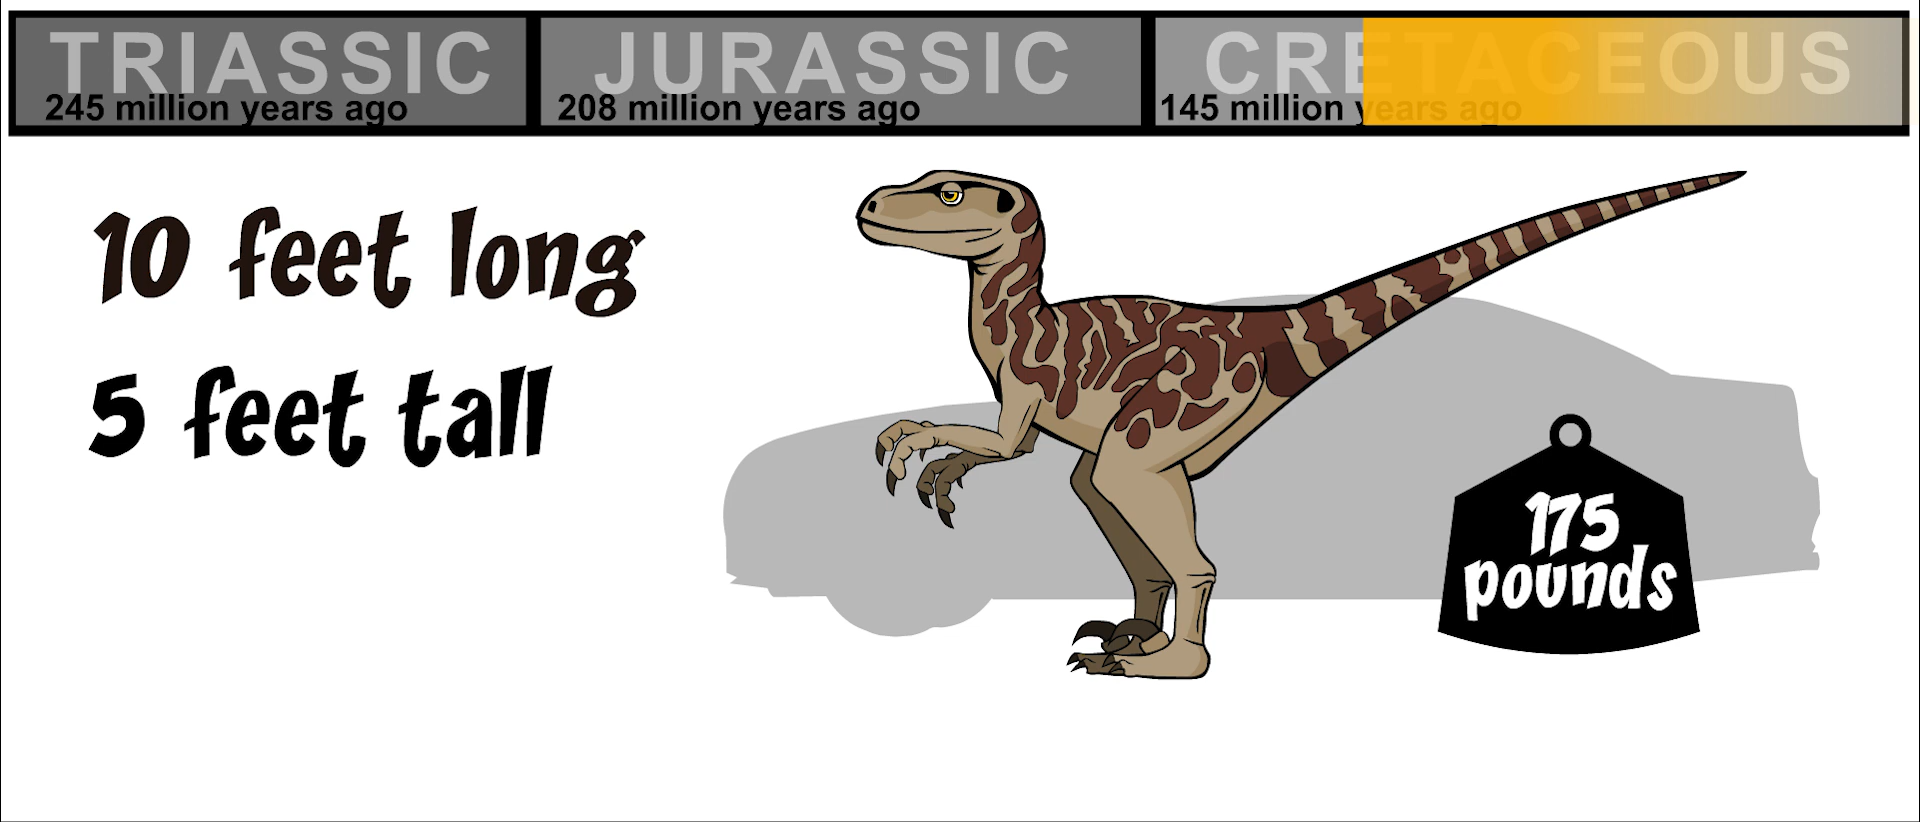 TRIASSIC
245 million years ago
JURASSIC
208 million years ago
CRETACEOUS
145 million years ago
10 feet long
5 feet tall
175
pounds